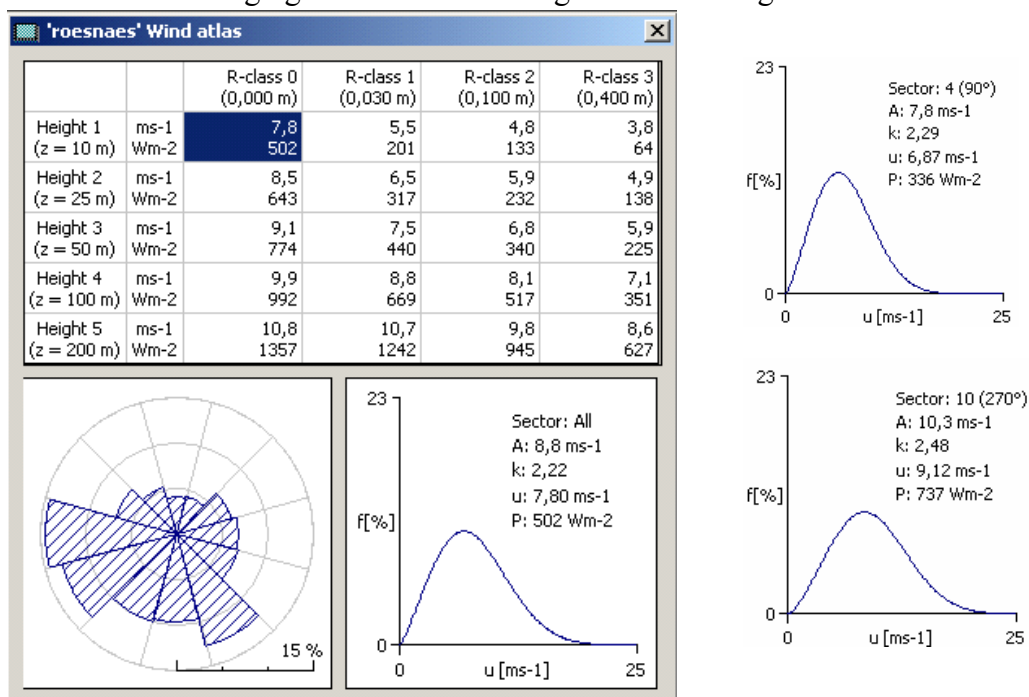 'roesnaes' Wind atlas
R-class 0 R-class 1 R-class 2 R-class 3
(0,000 m) (0,030 m) (0,100 m) (0,400 m)
Height 1 ms-1 7,8 5,5 4,8 3,8
(z = 10 m) Wm-2 502 201 133 64
Height 2 ms-1 8,5 6,5 5,9 4,9
(z = 25 m) Wm-2 643 317 232 138
Height 3 ms-1 9,1 7,5 6,8 5,9
(z = 50 m) Wm-2 774 440 340 225
Height 4 ms-1 9,9 8,8 8,1 7,1
(z = 100 m) Wm-2 992 669 517 351
Height 5 ms-1 10,8 10,7 9,8 8,6
(z = 200 m) Wm-2 1357 1242 945 627
15 %
23
Sector: All
A: 8,8 ms-1
k: 2,22
u: 7,80 ms-1
P: 502 Wm-2
f[%]
0
0 u [ms-1] 25
23
Sector: 4 (90°)
A: 7,8 ms-1
k: 2,29
u: 6,87 ms-1
P: 336 Wm-2
f[%]
0
0 u [ms-1] 25
23
Sector: 10 (270°)
A: 10,3 ms-1
k: 2,48
u: 9,12 ms-1
P: 737 Wm-2
f[%]
0
0 u [ms-1] 25